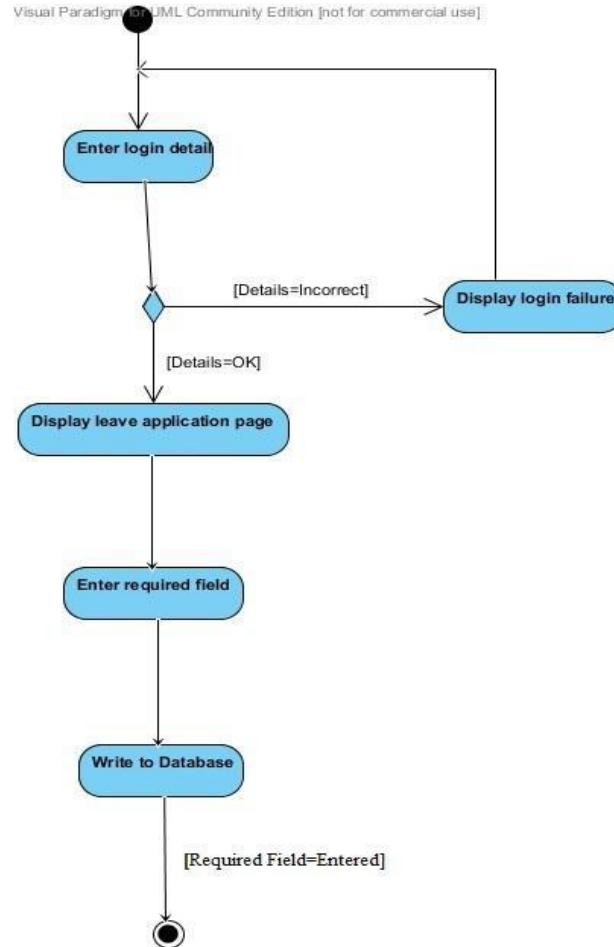 Visual Paradigm for UML Community Edition [not for commercial use]
Enter login detail
[Details=Incorrect]
Display login failure
[Details=OK]
Display leave application page
Enter required field
Write to Database
[Required Field=Entered]